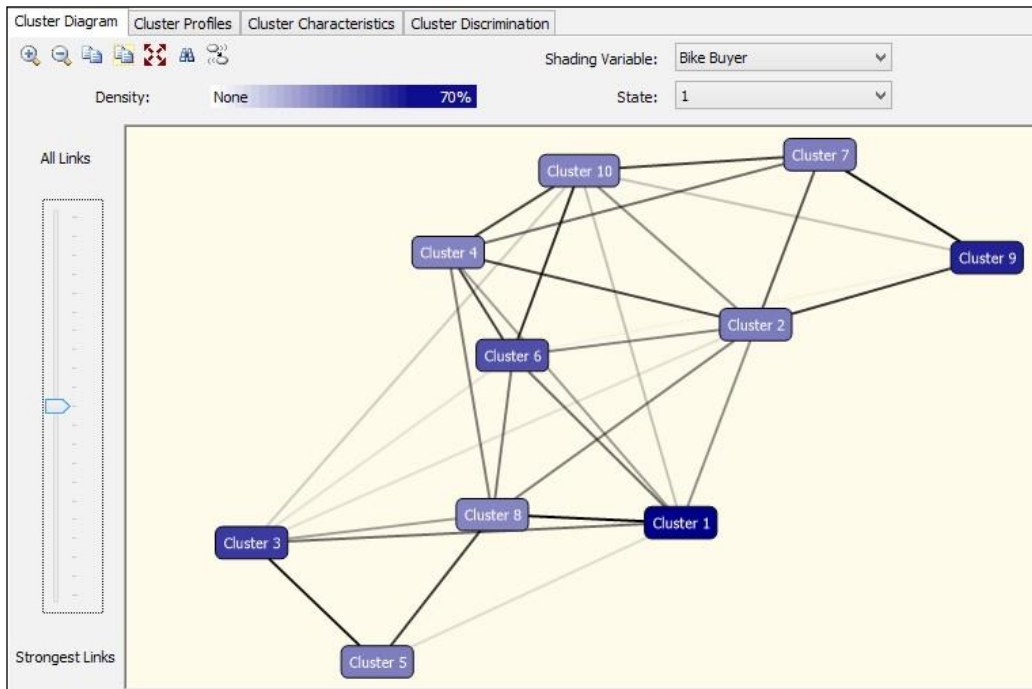 Cluster Diagram Cluster Profiles Cluster Characteristics Cluster Discrimination
Shading Variable: Bike Buyer
Density: None 70% State: 1
All Links
Cluster 7
Cluster 10
Cluster 4
Cluster 9
Cluster 2
Cluster 6
Cluster 8
Cluster 1
Cluster 3
Strongest Links
Cluster 5